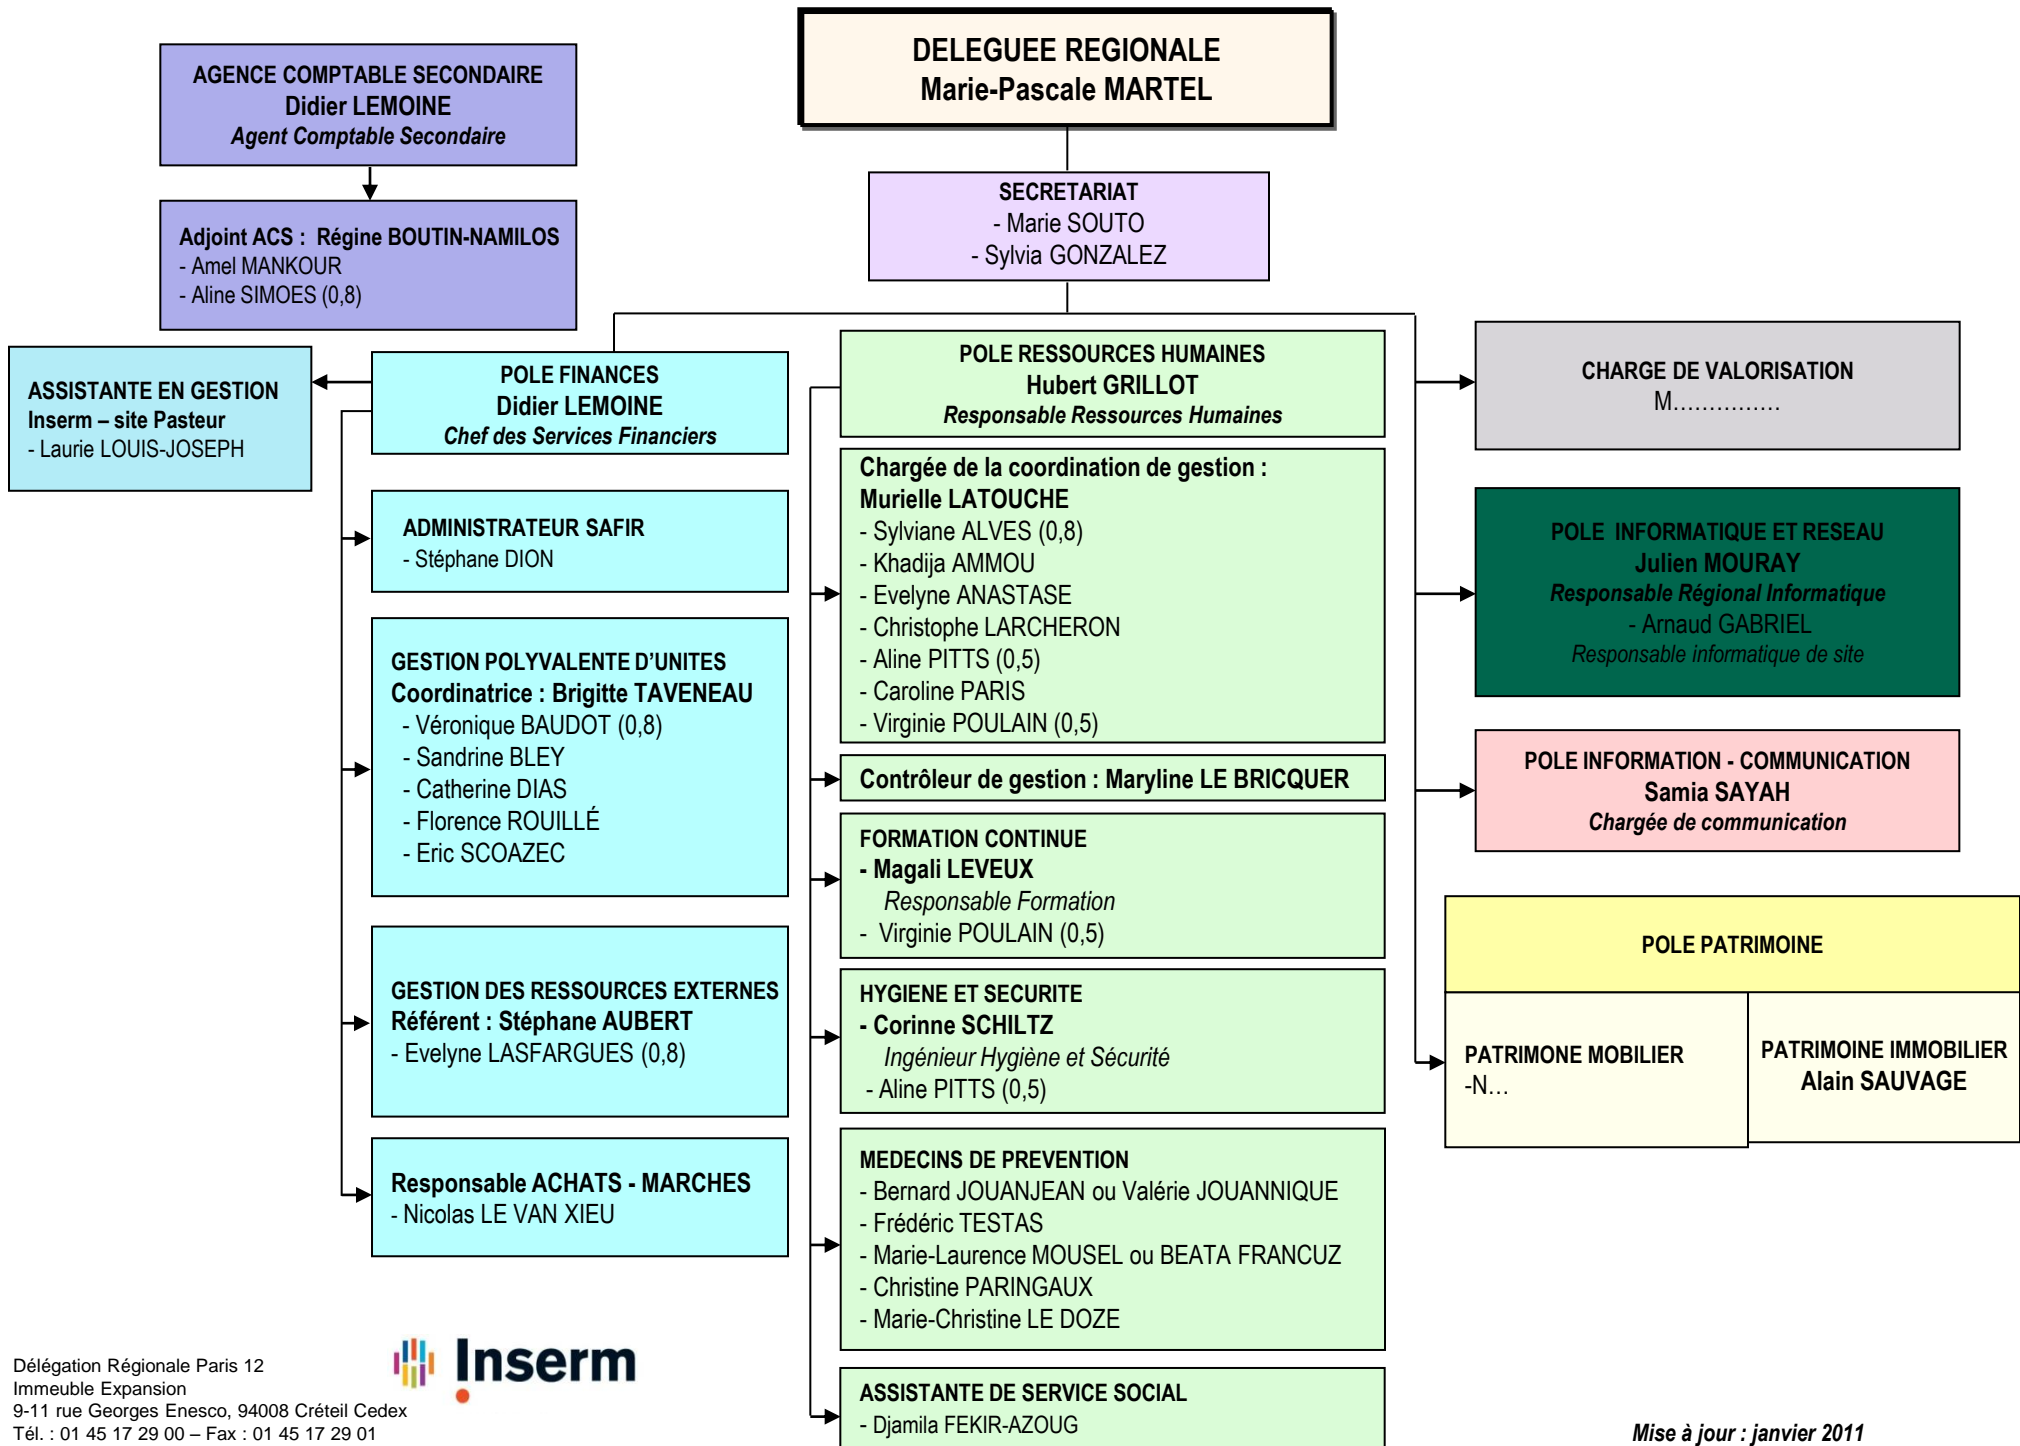 DELEGUEE REGIONALE
Marie-Pascale MARTEL
AGENCE COMPTABLE SECONDAIRE
Didier LEMOINE
Agent Comptable Secondaire
Adjoint ACS : Régine BOUTIN-NAMILOS
- Amel MANKOUR
- Aline SIMOES (0,8)
SECRETARIAT
- Marie SOUTO
- Sylvia GONZALEZ
ASSISTANTE EN GESTION
Inserm – site Pasteur
- Laurie LOUIS-JOSEPH
POLE FINANCES
Didier LEMOINE
Chef des Services Financiers
ADMINISTRATEUR SAFIR
- Stéphane DION
GESTION POLYVALENTE D’UNITES
Coordinatrice : Brigitte TAVENEAU
- Véronique BAUDOT (0,8)
- Sandrine BLEY
- Catherine DIAS
- Florence ROUILLÉ
- Eric SCOAZEC
GESTION DES RESSOURCES EXTERNES
Référent : Stéphane AUBERT
- Evelyne LASFARGUES (0,8)
Responsable ACHATS - MARCHES
- Nicolas LE VAN XIEU
POLE RESSOURCES HUMAINES
Hubert GRILLOT
Responsable Ressources Humaines
Chargée de la coordination de gestion :
Murielle LATOUCHE
- Sylviane ALVES (0,8)
- Khadija AMMOU
- Evelyne ANASTASE
- Christophe LARCHERON
- Aline PITTS (0,5)
- Caroline PARIS
- Virginie POULAIN (0,5)
Contrôleur de gestion : Maryline LE BRICQUER
FORMATION CONTINUE
- Magali LEVEUX
Responsable Formation
- Virginie POULAIN (0,5)
HYGIENE ET SECURITE
- Corinne SCHILTZ
Ingénieur Hygiène et Sécurité
- Aline PITTS (0,5)
MEDECINS DE PREVENTION
- Bernard JOUANJEAN ou Valérie JOUANNIQUE
- Frédéric TESTAS
- Marie-Laurence MOUSEL ou BEATA FRANCUZ
- Christine PARINGAUX
- Marie-Christine LE DOZE
ASSISTANTE DE SERVICE SOCIAL
- Djamila FEKIR-AZOUG
CHARGE DE VALORISATION
M……………
POLE INFORMATIQUE ET RESEAU
Julien MOURAY
Responsable Régional Informatique
- Arnaud GABRIEL
Responsable informatique de site
POLE INFORMATION - COMMUNICATION
Samia SAYAH
Chargée de communication
POLE PATRIMOINE
PATRIMONE MOBILIER
-N…
PATRIMOINE IMMOBILIER
Alain SAUVAGE
Délégation Régionale Paris 12
Immeuble Expansion
9-11 rue Georges Enesco, 94008 Créteil Cedex
Tél. : 01 45 17 29 00 – Fax : 01 45 17 29 01
Inserm
Mise à jour : janvier 2011